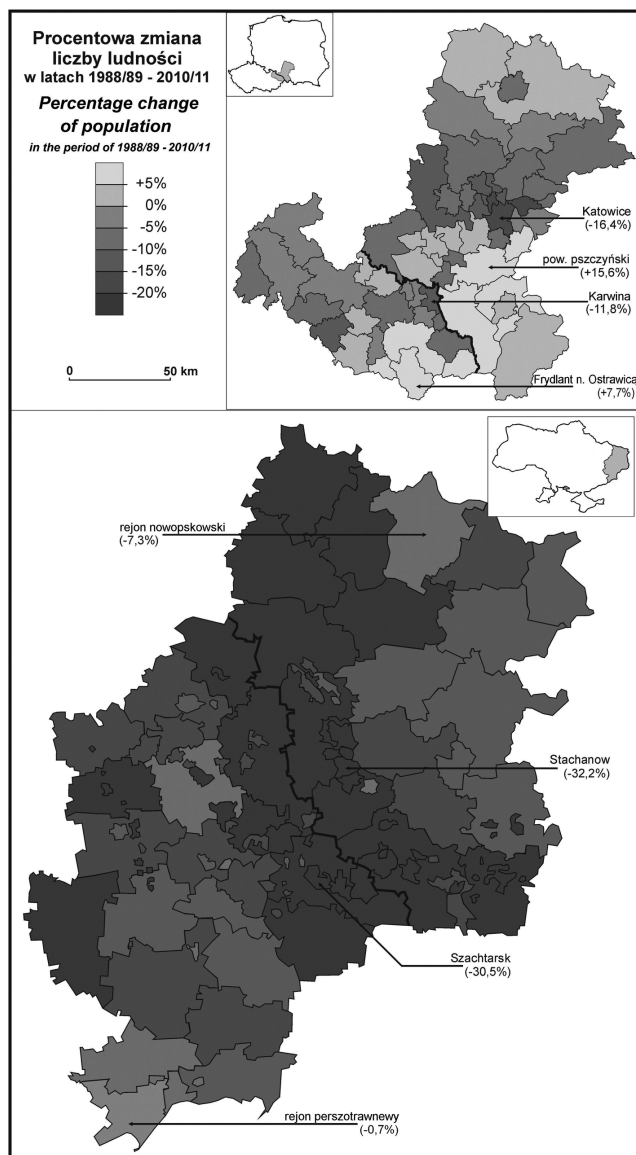 Procentowa zmiana
liczby ludności
w latach 1988/89 - 2010/11
Percentage change
of population
in the period of 1988/89 - 2010/11
+5%
0%
-5%
-10%
-15%
-20%
0 50 km
Katowice
(-16,4%)
pow. pszczyński
(+15,6%)
Karwina
(-11,8%)
Frydlant n. Ostrawica
(+7,7%)
rejon nowopskowski
(-7,3%)
Stachanow
(-32,2%)
Szachtarsk
(-30,5%)
rejon perszotrawnewy
(-0,7%)